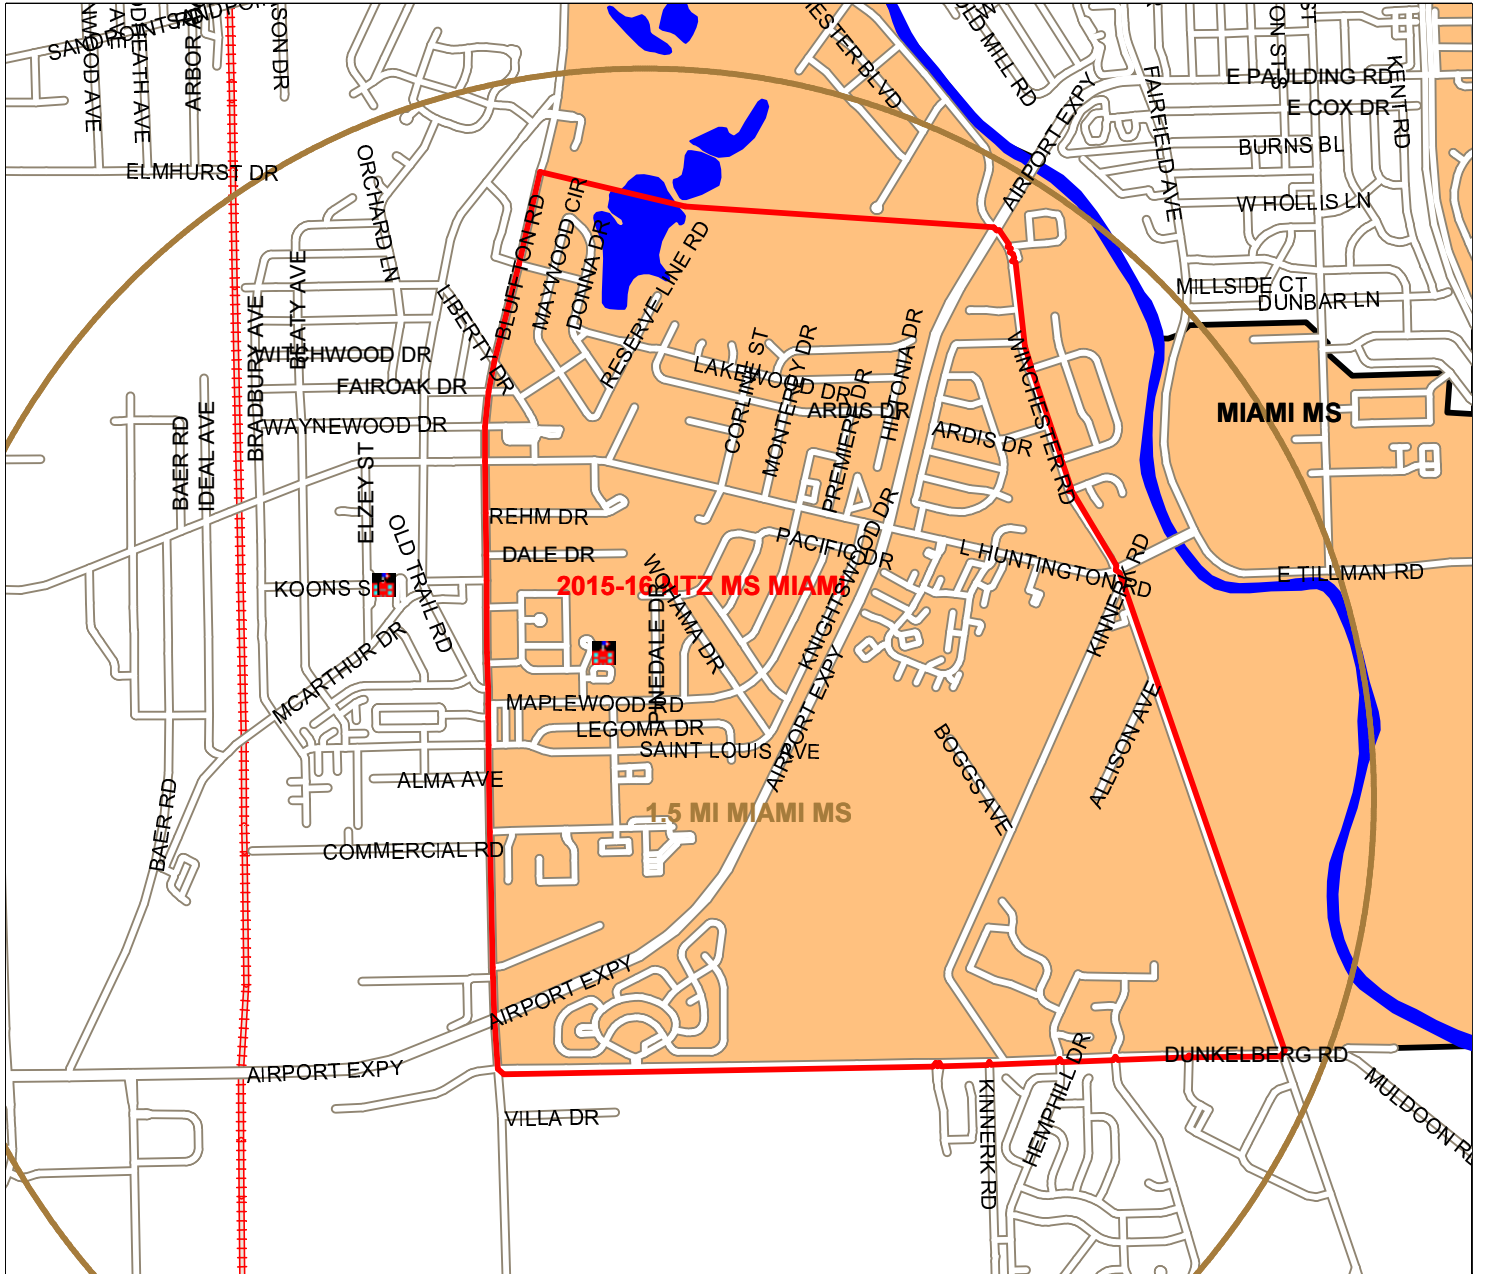 ELMHURST DR
ORCHARD LN
AIRPORT EXPY
OLD MILL RD
FAIRFIELD AVE
E PAULDING RD
E COX DR
KENT RD
BURNS BL
W HOLLIS LN
MILLSIDE CT
DUNBAR LN
BLUFFTON RD
MAYWOOD CIR
DONNA DR
RESERVE LINE RD
LIBERTY DR
BEATY AVE
BRADBURY AVE
WITCHWOOD DR
FAIROAK DR
WAYNEWOOD DR
BAER RD
IDEAL AVE
ELZEY ST
LAKEWOOD DR
CORLINE ST
MONTEREY DR
PREMIERE DR
HILTONIA DR
ARDIS DR
ARDIS DR
WINCHESTER RD
MIAMI MS
REHM DR
DALE DR
OLD TRAIL RD
KOONS S
2015-16
PACIFIC DR
KNIGHTSWOOD DR
L HUNTINGTON RD
E TILLMAN RD
PINEDALE DR
MCARTHUR DR
MAPLEWOOD RD
LEGOMA DR
SAINT LOUIS AVE
AIRPORT EXPY
ALLISON AVE
BOGGS AVE
ALMA AVE
1.5 MI MIAMI MS
BAER RD
COMMERCIAL RD
AIRPORT EXPY
AIRPORT EXPY
DUNKELBERG RD
HEMPHILL DR
KINNERK RD
VILLA DR